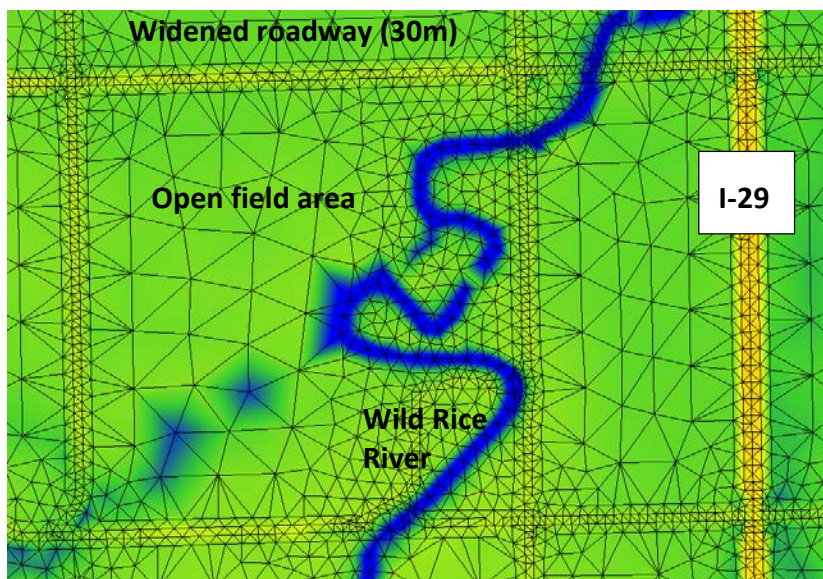 Widened roadway (30m)
Open field area
I-29
Wild Rice
River